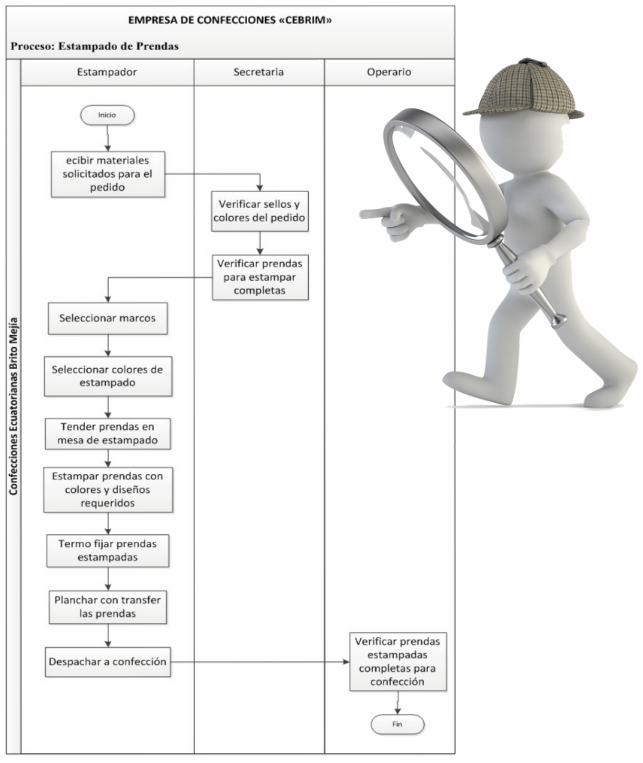 EMPRESA DE CONFECCIONES «CEBRIM»
Proceso: Estampado de Prendas
Confecciones Ecuatorianas Brito Mejía
Estampador
Secretaria
Operario
Inicio
ecibir materiales
solicitados para el
pedido
Verificar sellos y
colores del pedido
Verificar prendas
para estampar
completas
Seleccionar marcos
Seleccionar colores de
estampado
Tender prendas en
mesa de estampado
Estampar prendas con
colores y diseños
requeridos
Termo fijar prendas
estampadas
Planchar con transfer
las prendas
Despachar a confección
Verificar prendas
estampadas
completas para
confección
Fin